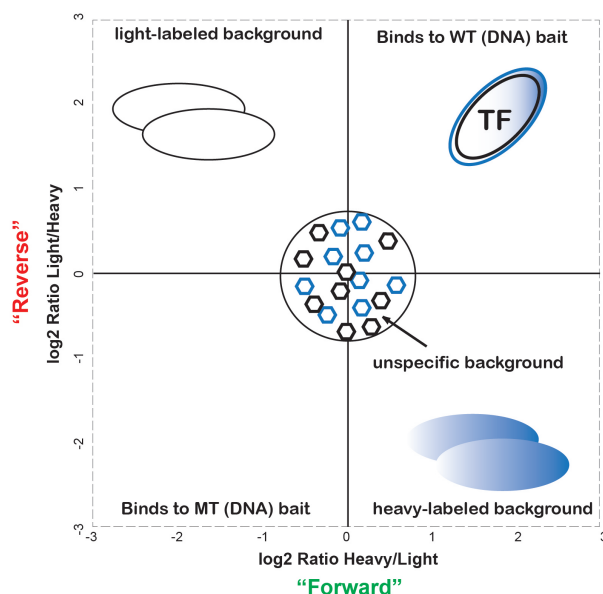 light-labeled background
Binds to WT (DNA) bait
TF
unspecific background
Binds to MT (DNA) bait
heavy-labeled background
“Reverse”
log2 Ratio Light/Heavy
3
2
1
0
-1
-2
-3
-3
-2
-1
0
1
2
3
log2 Ratio Heavy/Light
“Forward”